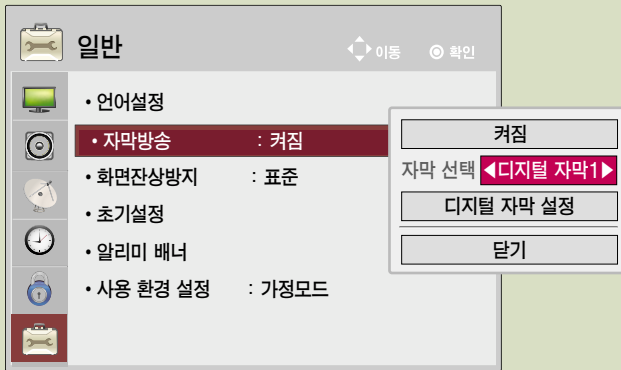 일반
이동 ◉ 확인
• 언어설정
• 자막방송 : 켜짐
• 화면잔상방지 : 표준
• 초기설정
• 알리미 배너
• 사용 환경 설정 : 가정모드
켜짐
자막 선택 ◀디지털 자막1▶
디지털 자막 설정
닫기